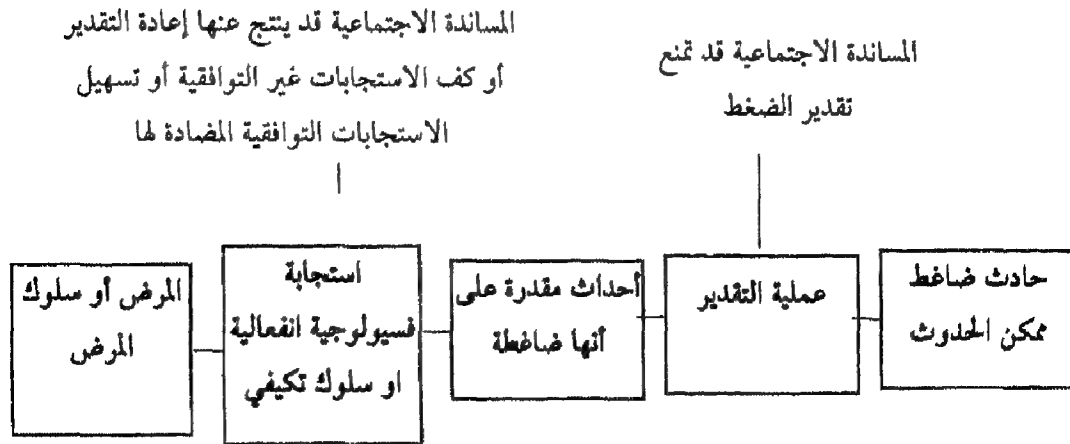 المساندة الاجتماعية قد ينتج عنها إعادة التقدير
أو كف الاستجابات غير التوافقية أو تسهيل
الاستجابات التوافقية المضادة لها
المساندة الاجتماعية قد تمنع
تقدير الضغط
حادث ضاغط
ممكن الحدوث
عملية التقدير
أحداث مقدرة على
أنها ضاغطة
استجابة
فسيولوجية انفعالية
او سلوك تكيفي
المرض أو سلوك
المرض